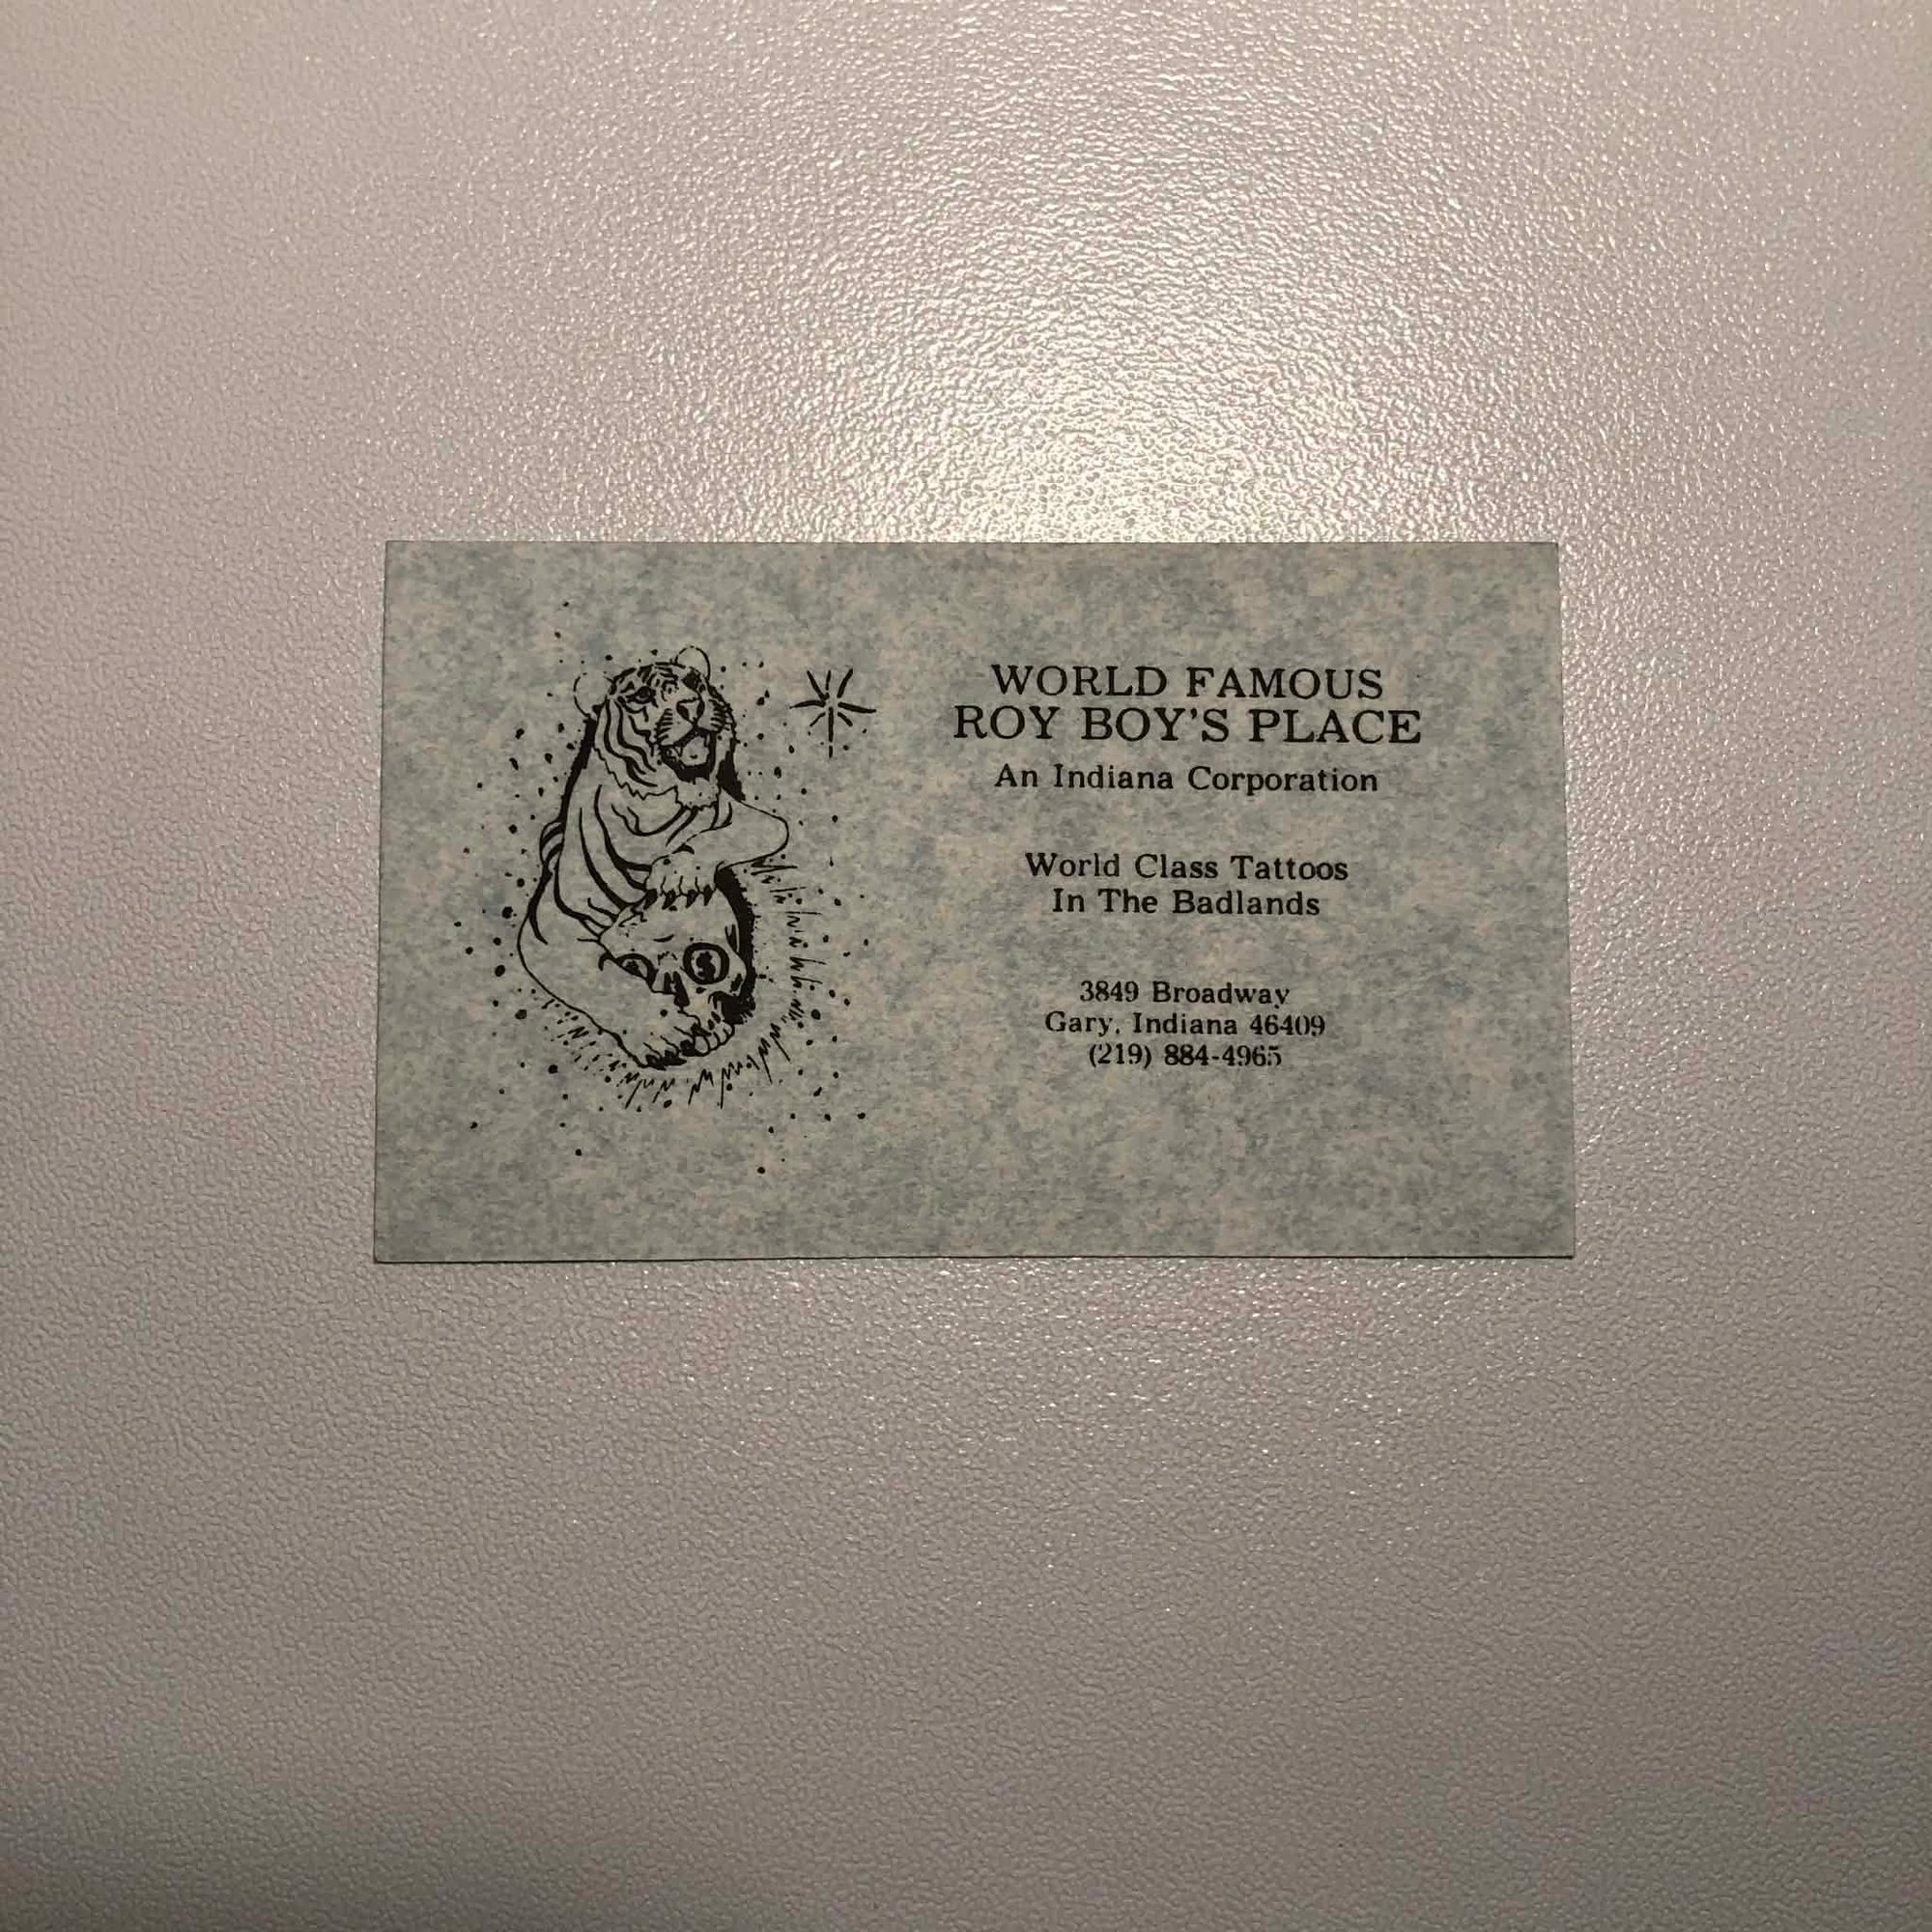 WORLD FAMOUS
ROY BOY'S PLACE
An Indiana Corporation
World Class Tattoos
In The Badlands
3849 Broadway
Gary, Indiana 46409
(219) 884-4965
$